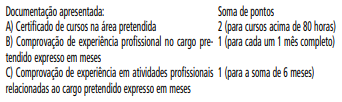 Documentação apresentada: Soma de pontos
A) Certificado de cursos na área pretendida 2 (para cursos acima de 80 horas)
B) Comprovação de experiência profissional no cargo pre- 1 (para cada um 1 mês completo)
tendido expresso em meses
C) Comprovação de experiência em atividades profissionais 1 (para a soma de 6 meses)
relacionadas ao cargo pretendido expresso em meses